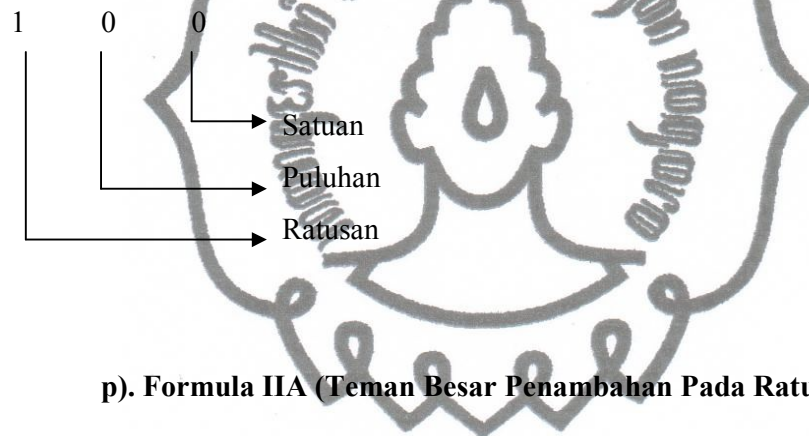 1 0 0
Satuan
Puluhan
Ratusan
p). Formula IIA (Teman Besar Penambahan Pada Ratu